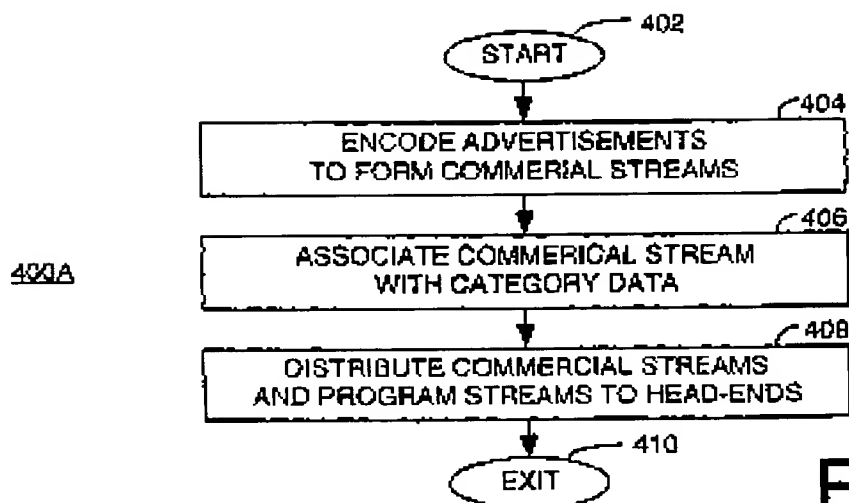 402
START
404
ENCODE ADVERTISEMENTS
TO FORM COMMERIAL STREAMS
406
400A
ASSOCIATE COMMERICAL STREAM
WITH CATEGORY DATA
408
DISTRIBUTE COMMERCIAL STREAMS
AND PROGRAM STREAMS TO HEAD-ENDS
410
EXIT